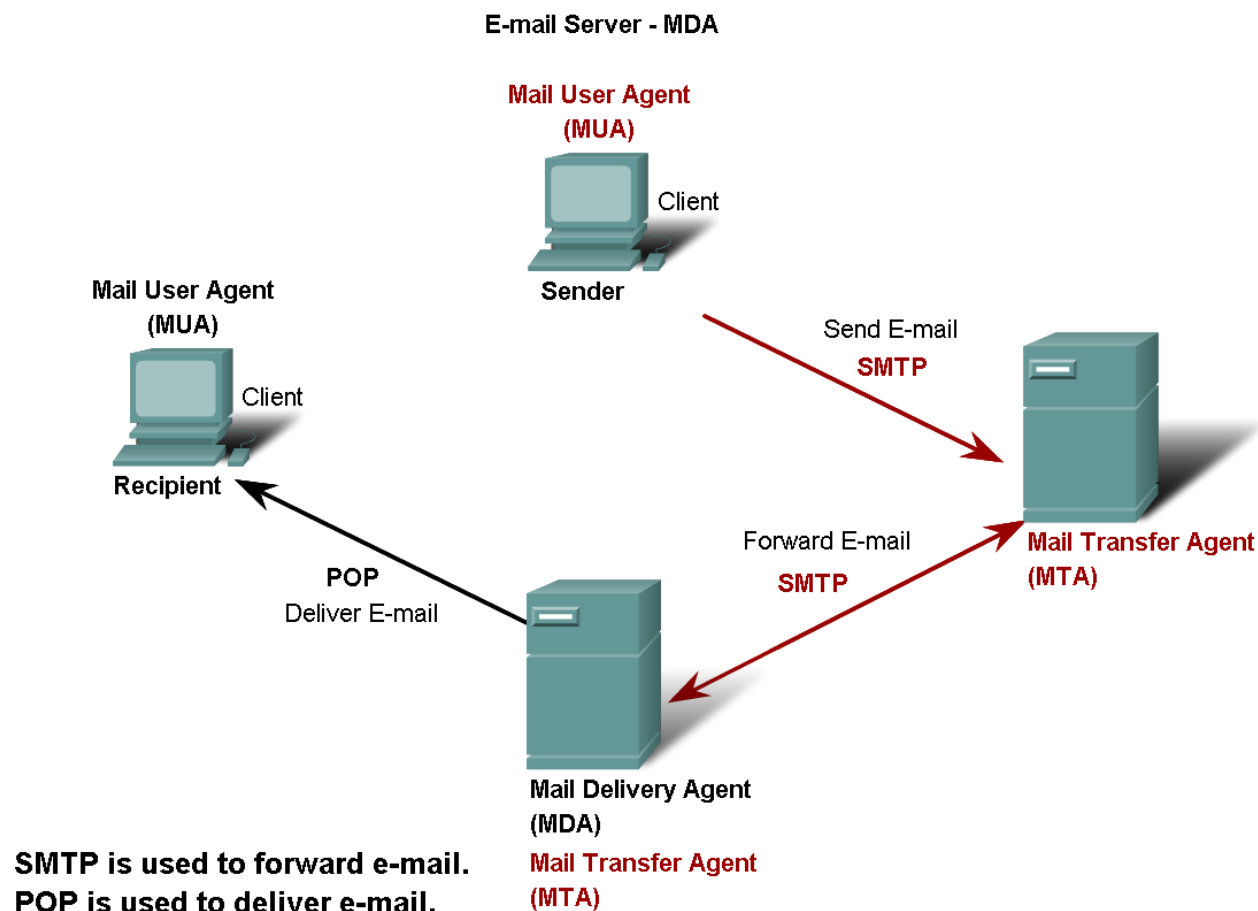 E-mail Server - MDA
Mail User Agent
(MUA)
Client
Sender
Mail User Agent
(MUA)
Client
Recipient
Send E-mail
SMTP
Mail Transfer Agent
(MTA)
Forward E-mail
SMTP
POP
Deliver E-mail
Mail Delivery Agent
(MDA)
Mail Transfer Agent
(MTA)
SMTP is used to forward e-mail.
POP is used to deliver e-mail.